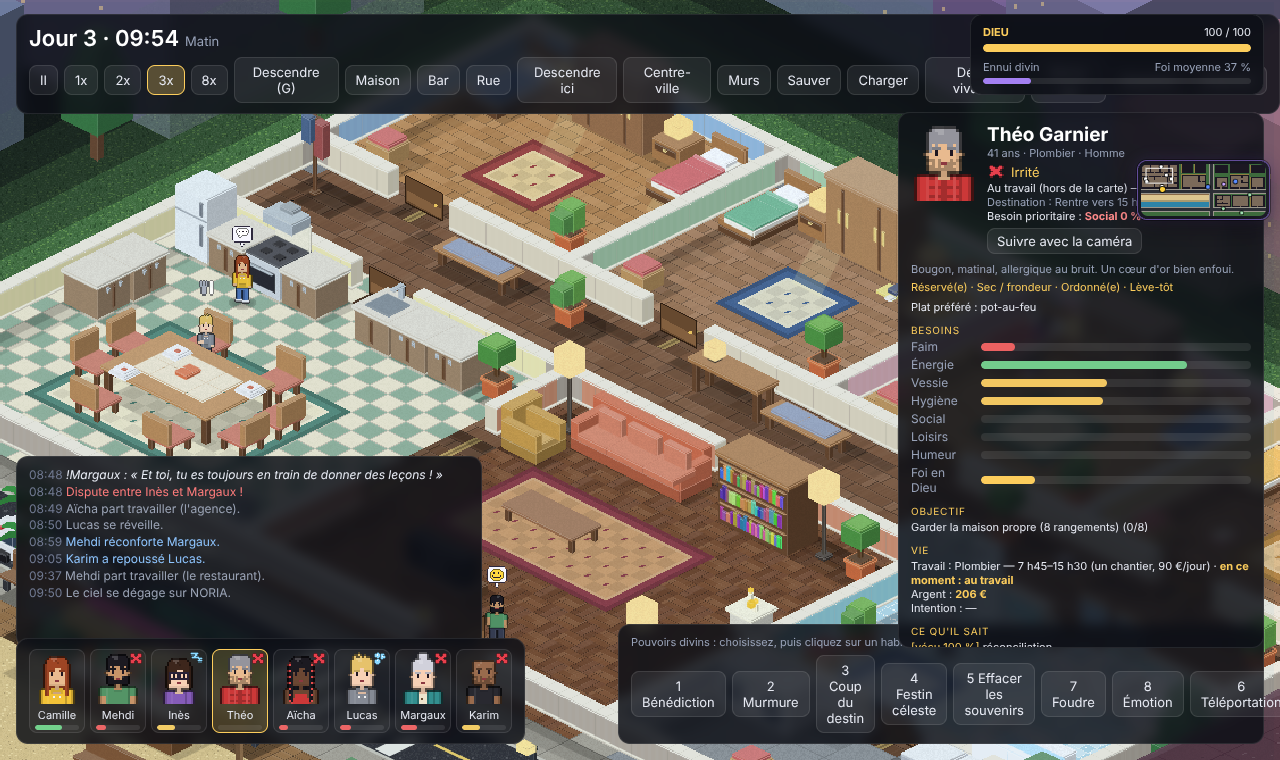 Jour 3 · 09:54 Matin
II
1x
2x
3x
8x
Descendre
(G)
Maison
Bar
Rue
Descendre
ici
Centre-
ville
Murs
Sauver
Charger
DIEU 100 / 100
Ennui divin Foi moyenne 37 %
Théo Garnier
41 ans · Plombier · Homme
Irrité
Au travail (hors de la carte) –
Destination : Rentre vers 15 h
Besoin prioritaire : Social 0 %
Suivre avec la caméra
Bougon, matinal, allergique au bruit. Un cœur d'or bien enfoui.
Réservé(e) · Sec / frondeur · Ordonné(e) · Lève-tôt
Plat préféré : pot-au-feu
BESOINS
Faim
Énergie
Vessie
Hygiène
Social
Loisirs
Humeur
Foi en
Dieu
OBJECTIF
Garder la maison propre (8 rangements) (0/8)
VIE
Travail : Plombier — 7 h45–15 h30 (un chantier, 90 €/jour) · en ce
moment : au travail
Argent : 206 €
Intention : —
CE QU'IL SAIT
08:48 !Margaux : « Et toi, tu es toujours en train de donner des leçons ! »
08:48 Dispute entre Inès et Margaux !
08:49 Aïcha part travailler (l'agence).
08:50 Lucas se réveille.
08:59 Mehdi réconforte Margaux.
09:05 Karim a repoussé Lucas.
09:37 Mehdi part travailler (le restaurant).
09:50 Le ciel se dégage sur NORIA.
Camille
Mehdi
Inès
Théo
Aïcha
Lucas
Margaux
Karim
Pouvoirs divins : choisissez, puis cliquez sur un hab
1
Bénédiction
2
Murmure
3
Coup
du
destin
4
Festin
céleste
5 Effacer
les
souvenirs
7
Foudre
8
Émotion
6
Téléportation